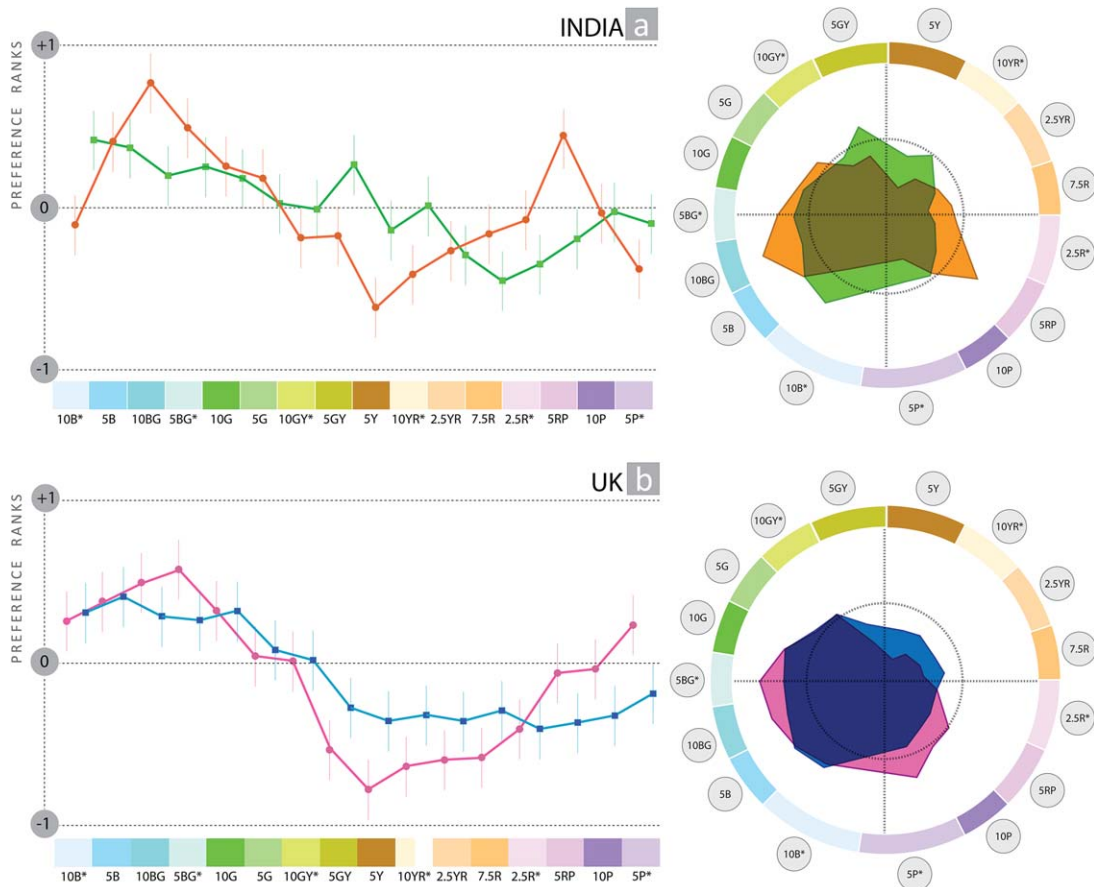 INDIA a
PREFERENCE RANKS
+1
0
-1
10B* 5B 10BG 5BG* 10G 5G 10GY* 5GY 5Y 10YR* 2.5YR 7.5R 2.5R* 5RP 10P 5P*
5GY
5Y
10GY*
10YR*
5G
2.5YR
10G
7.5R
5BG*
2.5R*
10BG
5RP
5B
10P
10B*
5P*
UK b
PREFERENCE RANKS
+1
0
-1
10B* 5B 10BG 5BG* 10G 5G 10GY* 5GY 5Y 10YR* 2.5YR 7.5R 2.5R* 5RP 10P 5P*
5GY
5Y
10GY*
10YR*
5G
2.5YR
10G
7.5R
5BG*
2.5R*
10BG
5RP
5B
10P
10B*
5P*